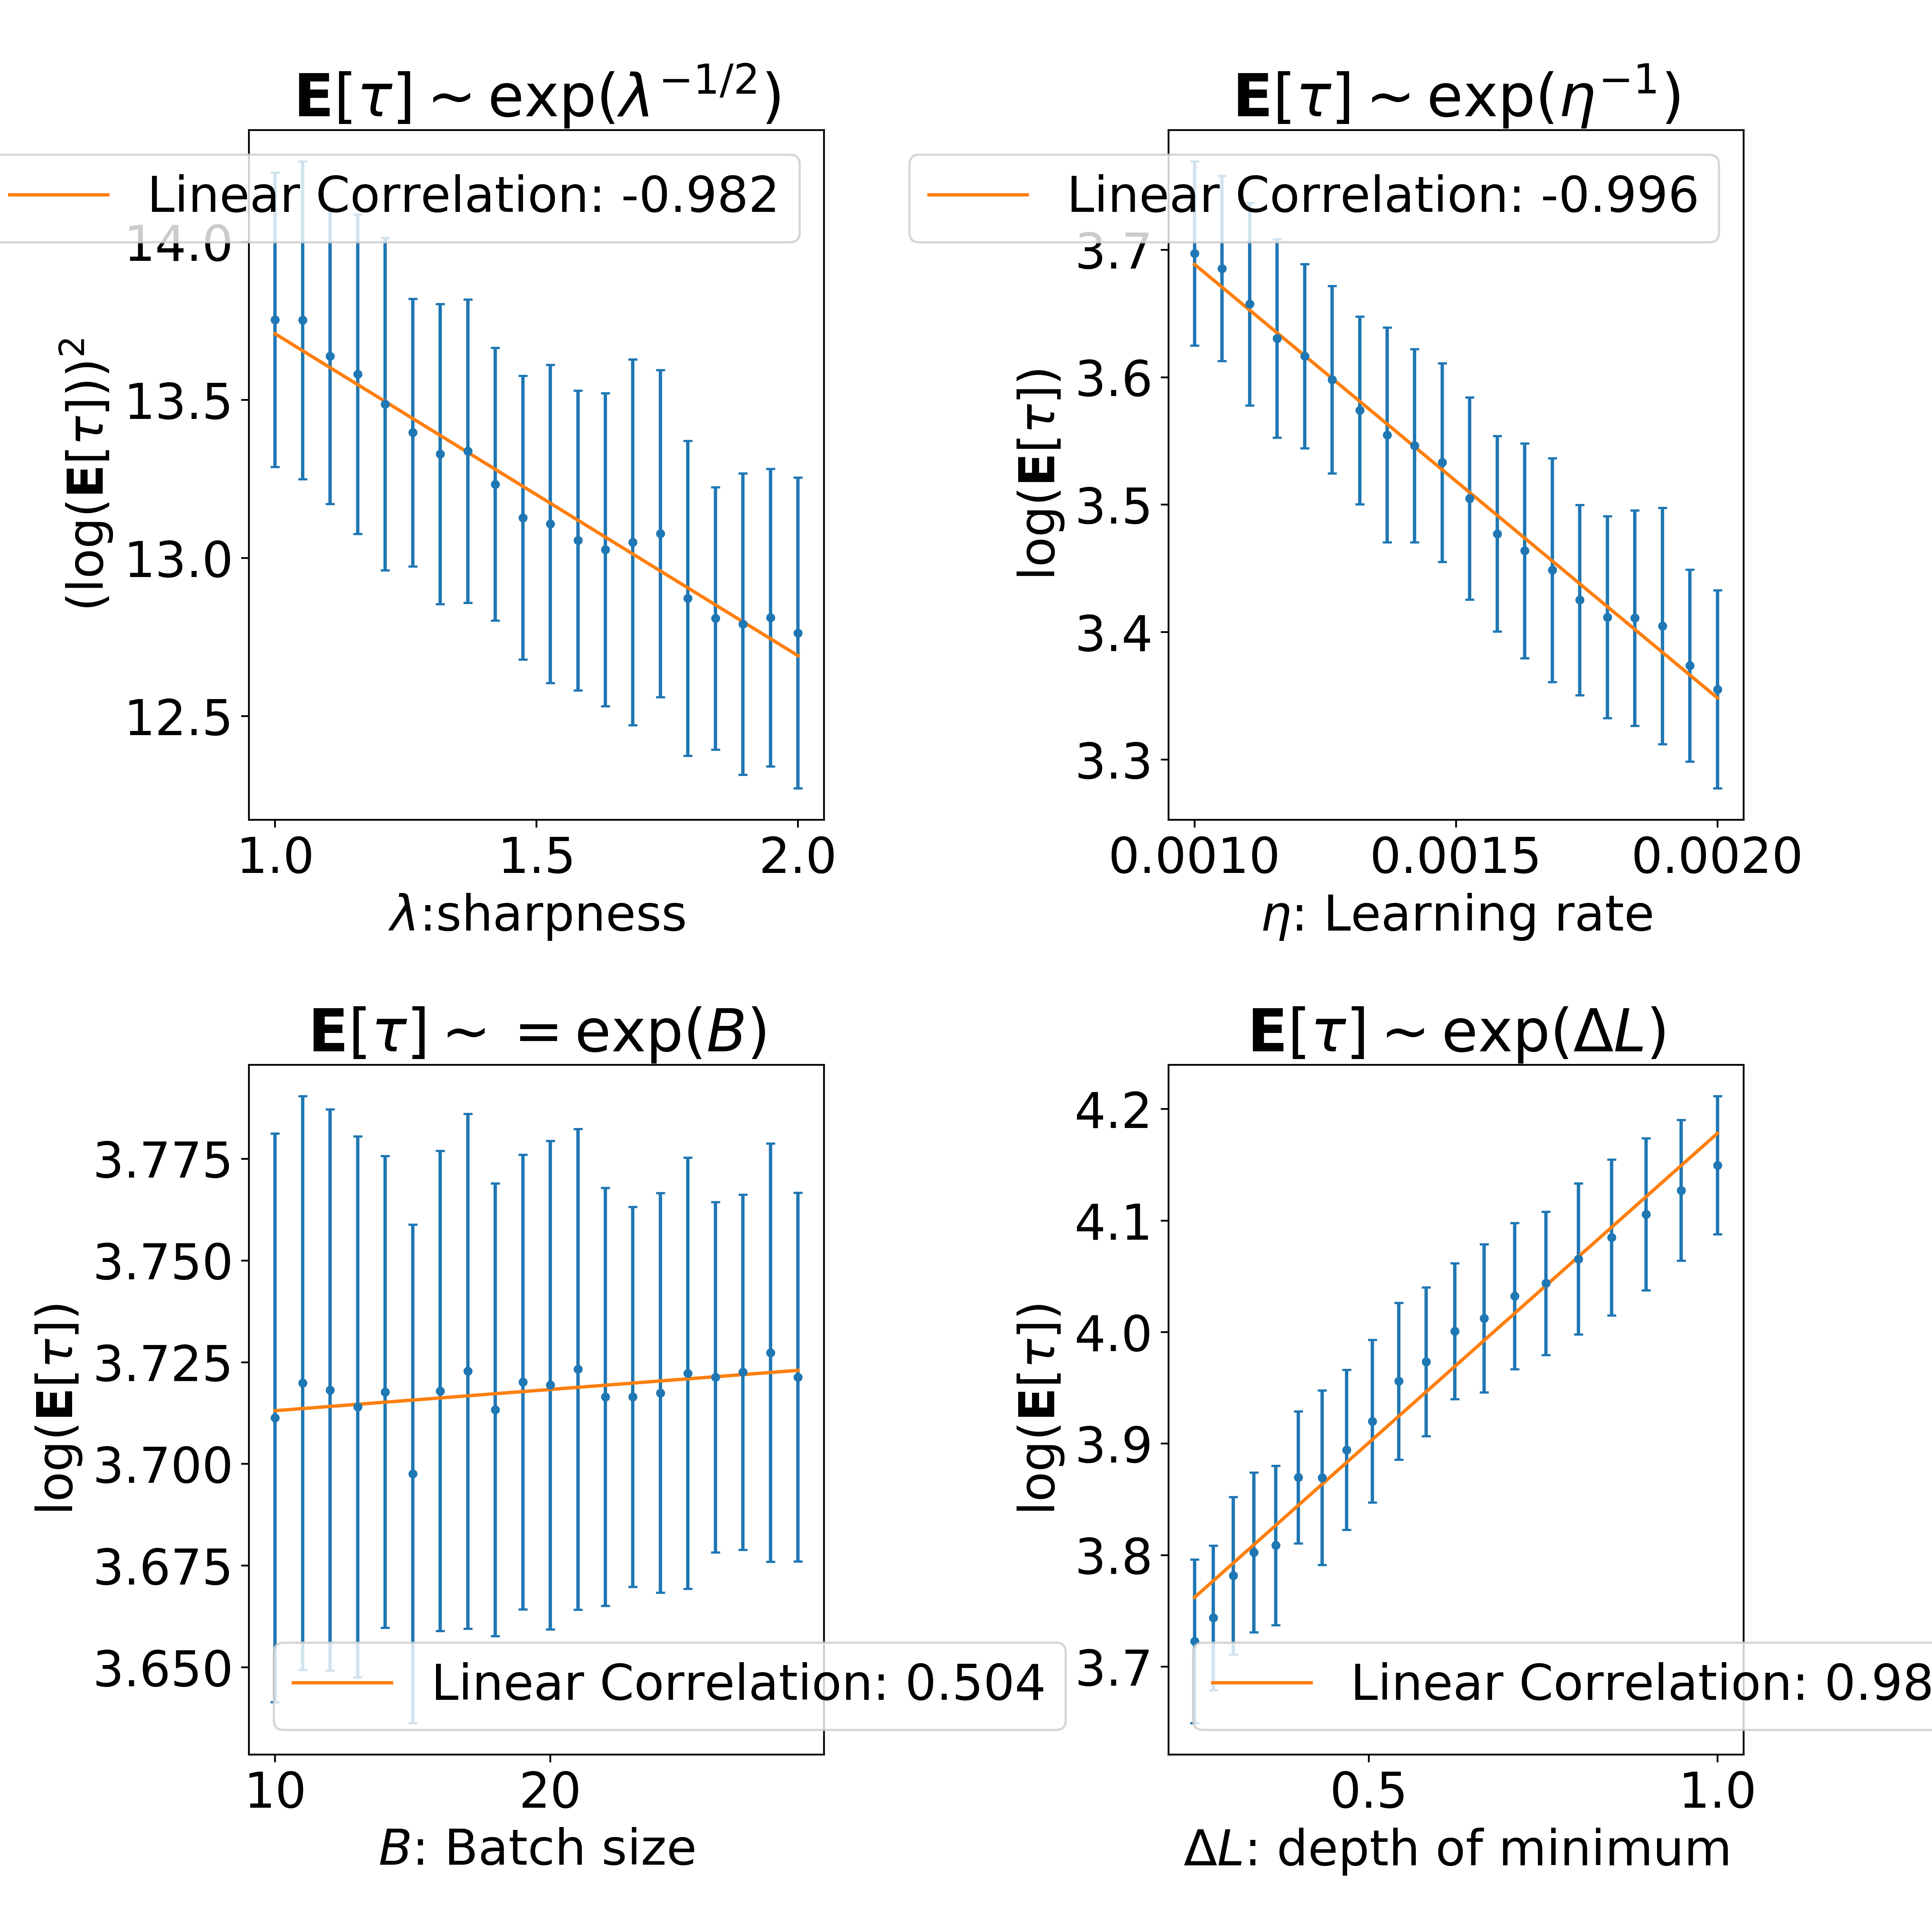 E[τ] ∼ exp(λ^{−1/2})
Linear Correlation: -0.982
14.0
13.5
13.0
12.5
(log(E[τ]))²
1.0 1.5 2.0
λ:sharpness
E[τ] ∼ exp(η^{−1})
Linear Correlation: -0.996
3.7
3.6
3.5
3.4
3.3
log(E[τ])
0.0010 0.0015 0.0020
η: Learning rate
E[τ] ∼ = exp(B)
3.775
3.750
3.725
3.700
3.675
3.650
log(E[τ])
Linear Correlation: 0.504
10 20
B: Batch size
E[τ] ∼ exp(ΔL)
4.2
4.1
4.0
3.9
3.8
3.7
log(E[τ])
Linear Correlation: 0.98
0.5 1.0
ΔL: depth of minimum